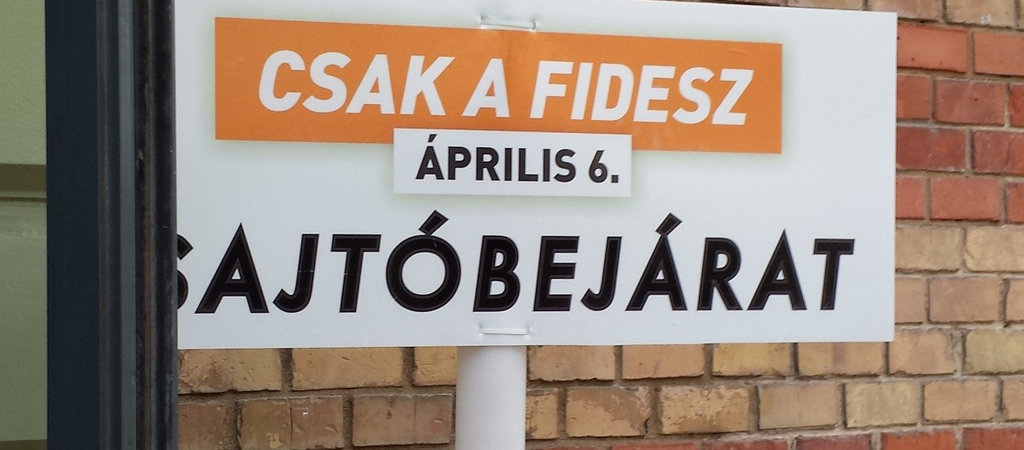 CSAK A FIDESZ
ÁPRILIS 6.
SAJTÓBEJÁRAT